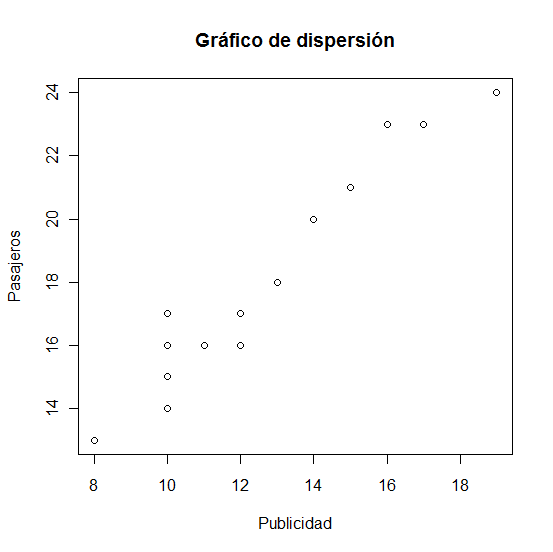 Gráfico de dispersión
24
22
20
18
16
14
Pasajeros
8 10 12 14 16 18
Publicidad